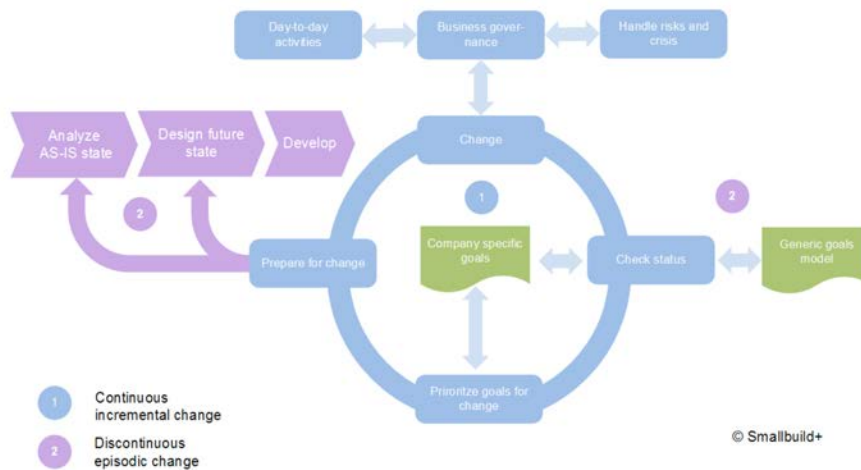 Day-to-day
activities
Business gover-
nance
Handle risks and
crisis
Analyze
AS-IS state
Design future
state
Develop
Change
2
1
2
Company specific
goals
Generic goals
model
Prepare for change
Check status
Priroritze goals for
change
1
Continuous
incremental change
2
Discontinuous
episodic change
© Smallbuild+